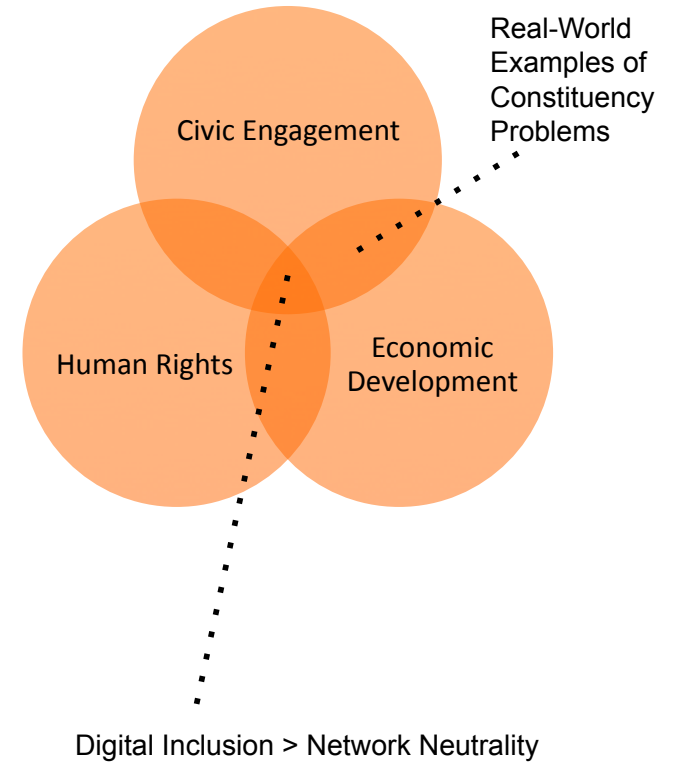 Real-World
Examples of
Constituency
Problems
Civic Engagement
Human Rights
Economic
Development
Digital Inclusion > Network Neutrality